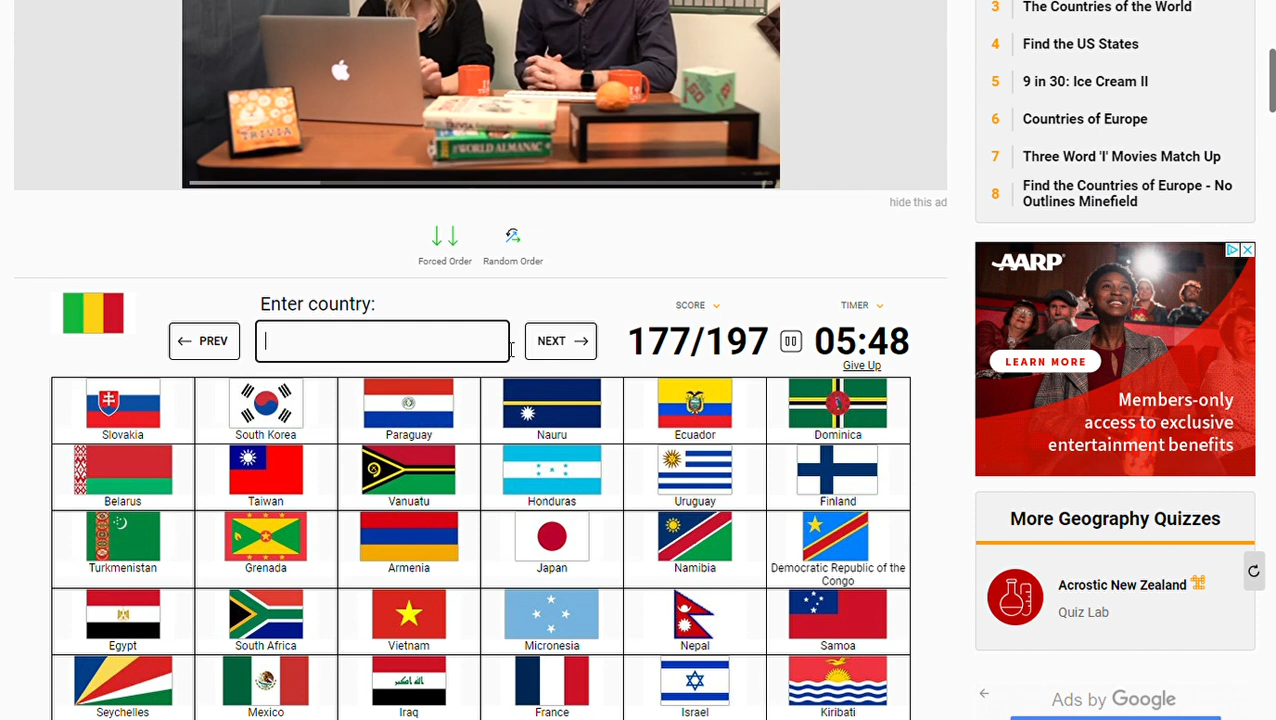 TRIVIA
WORLD ALMANAC
hide this ad
Forced Order
Random Order
3 The Countries of the World
4 Find the US States
5 9 in 30: Ice Cream II
6 Countries of Europe
7 Three Word 'I' Movies Match Up
8 Find the Countries of Europe - No
Outlines Minefield
Enter country:
← PREV
NEXT →
SCORE
177/197
TIMER
05:48
Give Up
Slovakia
South Korea
Paraguay
Nauru
Ecuador
Dominica
Belarus
Taiwan
Vanuatu
Honduras
Uruguay
Finland
Turkmenistan
Grenada
Armenia
Japan
Namibia
Democratic Republic of the
Congo
Egypt
South Africa
Vietnam
Micronesia
Nepal
Samoa
Seychelles
Mexico
Iraq
France
Israel
Kiribati
AARP
LEARN MORE
Members-only
access to exclusive
entertainment benefits
More Geography Quizzes
Acrostic New Zealand
Quiz Lab
Ads by Google